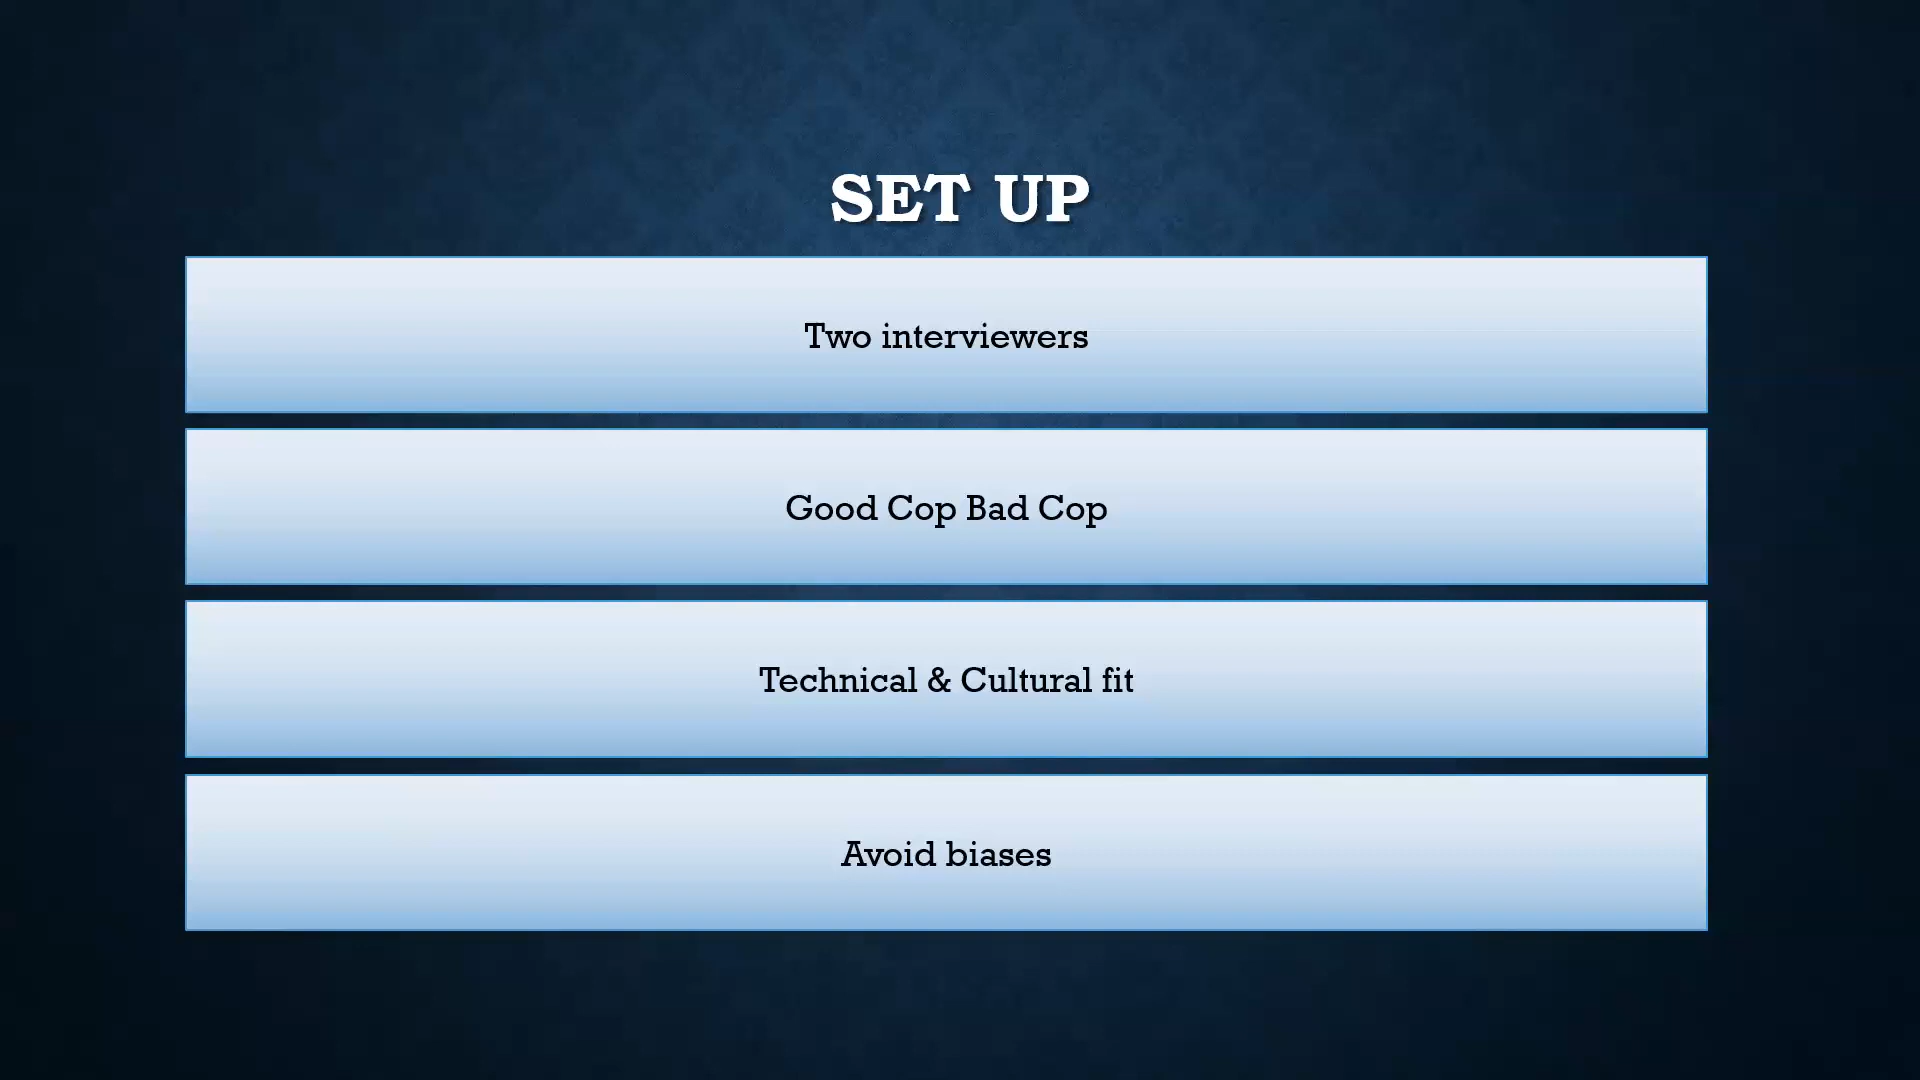 SET UP
Two interviewers
Good Cop Bad Cop
Technical & Cultural fit
Avoid biases